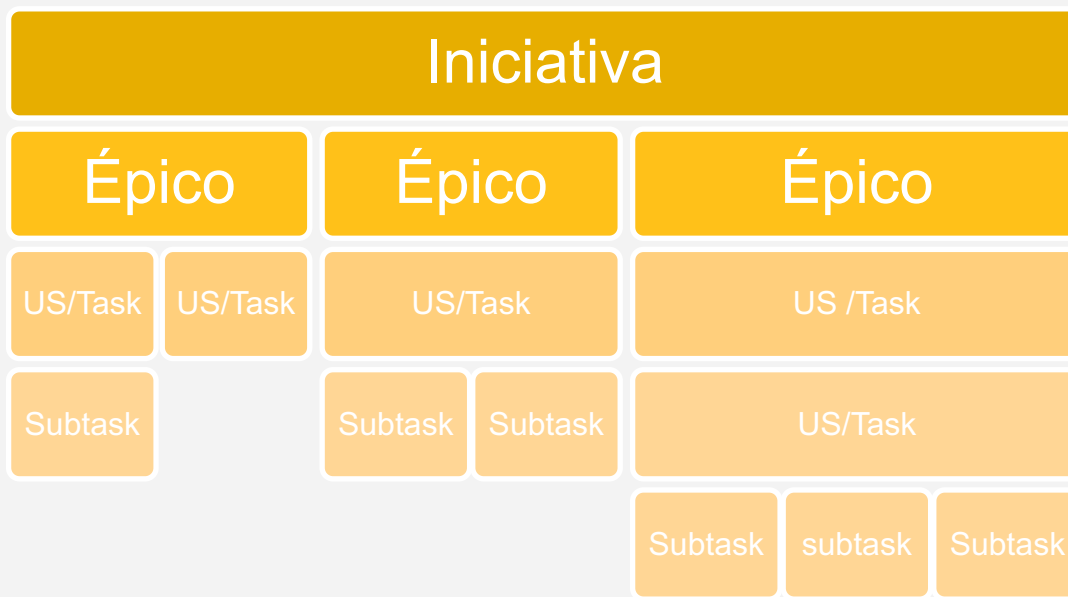 Iniciativa
Épico Épico Épico
US/Task US/Task US/Task US /Task
Subtask Subtask Subtask US/Task
Subtask subtask Subtask